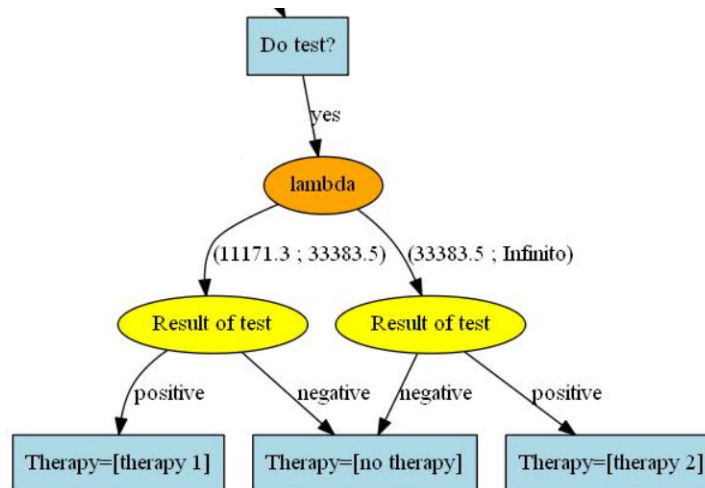 Do test?
yes
lambda
(11171.3 ; 33383.5) (33383.5 ; Infinito)
Result of test Result of test
positive negative negative positive
Therapy=[therapy 1] Therapy=[no therapy] Therapy=[therapy 2]